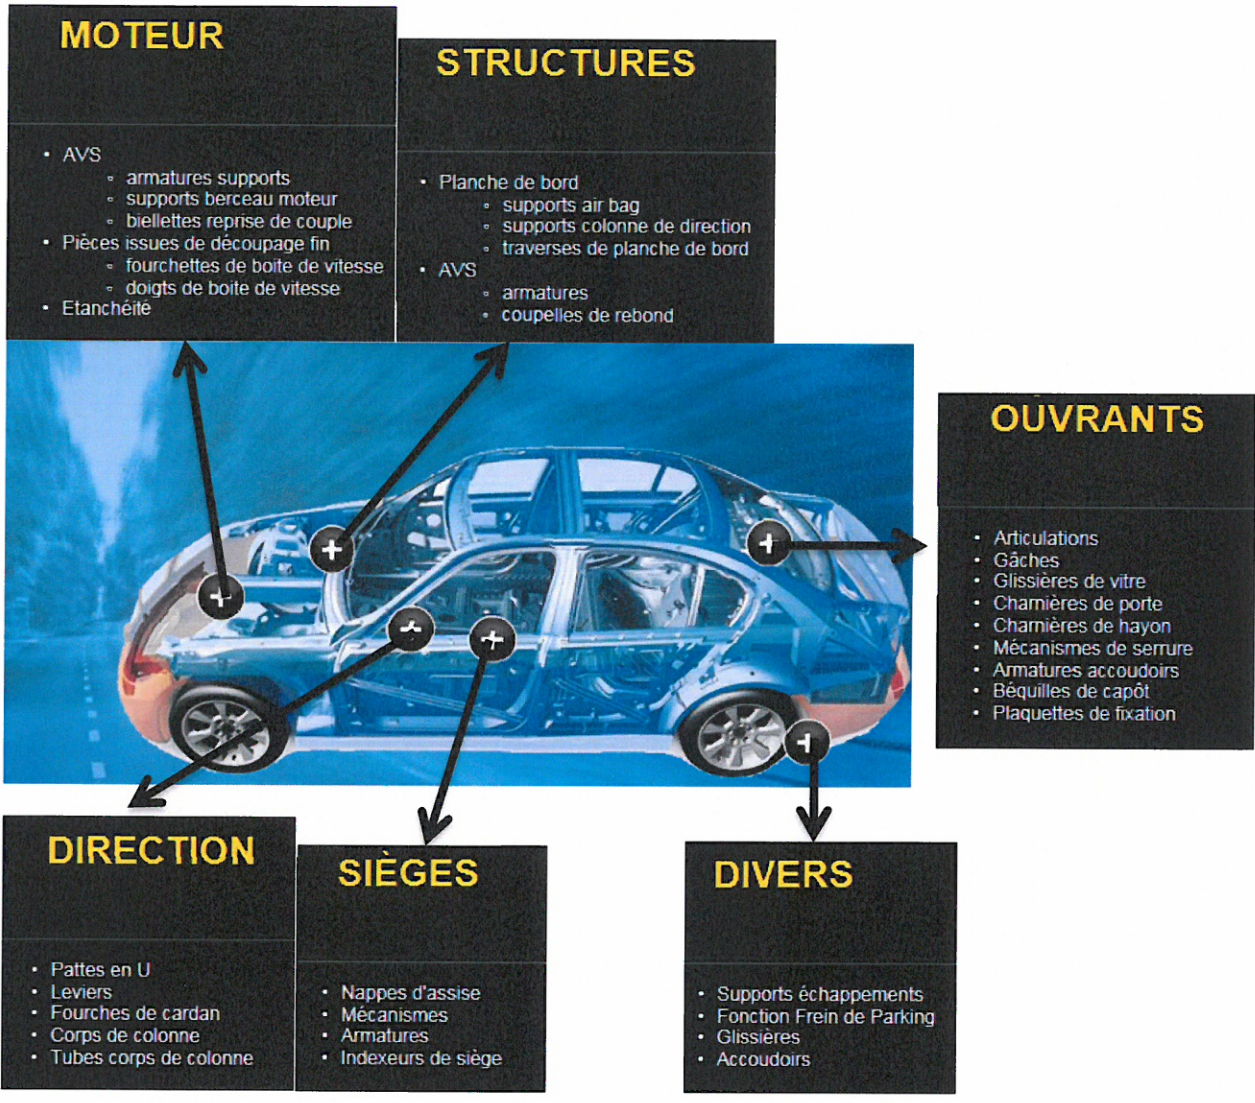 MOTEUR
• AVS
◦ armatures supports
◦ supports berceau moteur
◦ biellettes reprise de couple
• Pièces issues de découpage fin
◦ fourchettes de boite de vitesse
◦ doigts de boite de vitesse
• Etanchéité
STRUCTURES
• Planche de bord
◦ supports air bag
◦ supports colonne de direction
◦ traverses de planche de bord
• AVS
◦ armatures
◦ coupelles de rebond
OUVRANTS
• Articulations
• Gâches
• Glissières de vitre
• Charnières de porte
• Charnières de hayon
• Mécanismes de serrure
• Armatures accoudoirs
• Béquilles de capôt
• Plaquettes de fixation
DIRECTION
• Pattes en U
• Leviers
• Fourches de cardan
• Corps de colonne
• Tubes corps de colonne
SIÈGES
• Nappes d'assise
• Mécanismes
• Armatures
• Indexeurs de siège
DIVERS
• Supports échappements
• Fonction Frein de Parking
• Glissières
• Accoudoirs